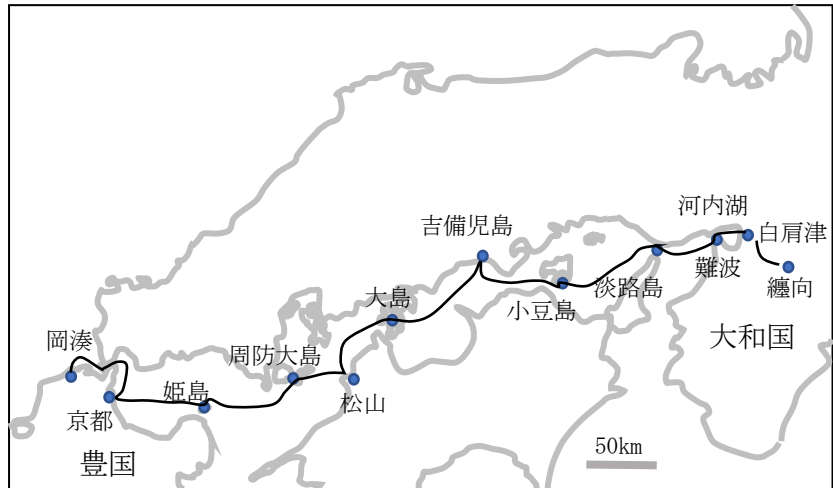 岡湊
京都
豊国
姫島
周防大島
松山
大島
吉備児島
小豆島
淡路島
河内湖
難波
白肩津
纏向
大和国
50km